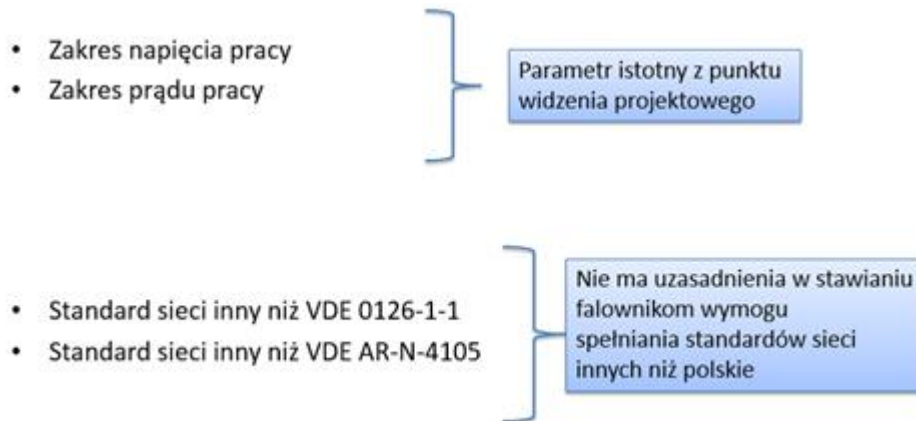 • Zakres napięcia pracy
• Zakres prądu pracy
Parametr istotny z punktu
widzenia projektowego
• Standard sieci inny niż VDE 0126-1-1
• Standard sieci inny niż VDE AR-N-4105
Nie ma uzasadnienia w stawianiu
falownikom wymogu
spełniania standardów sieci
innych niż polskie